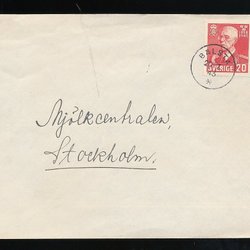 SVERIGE 20
Mjölkcentralen,
Stockholm.